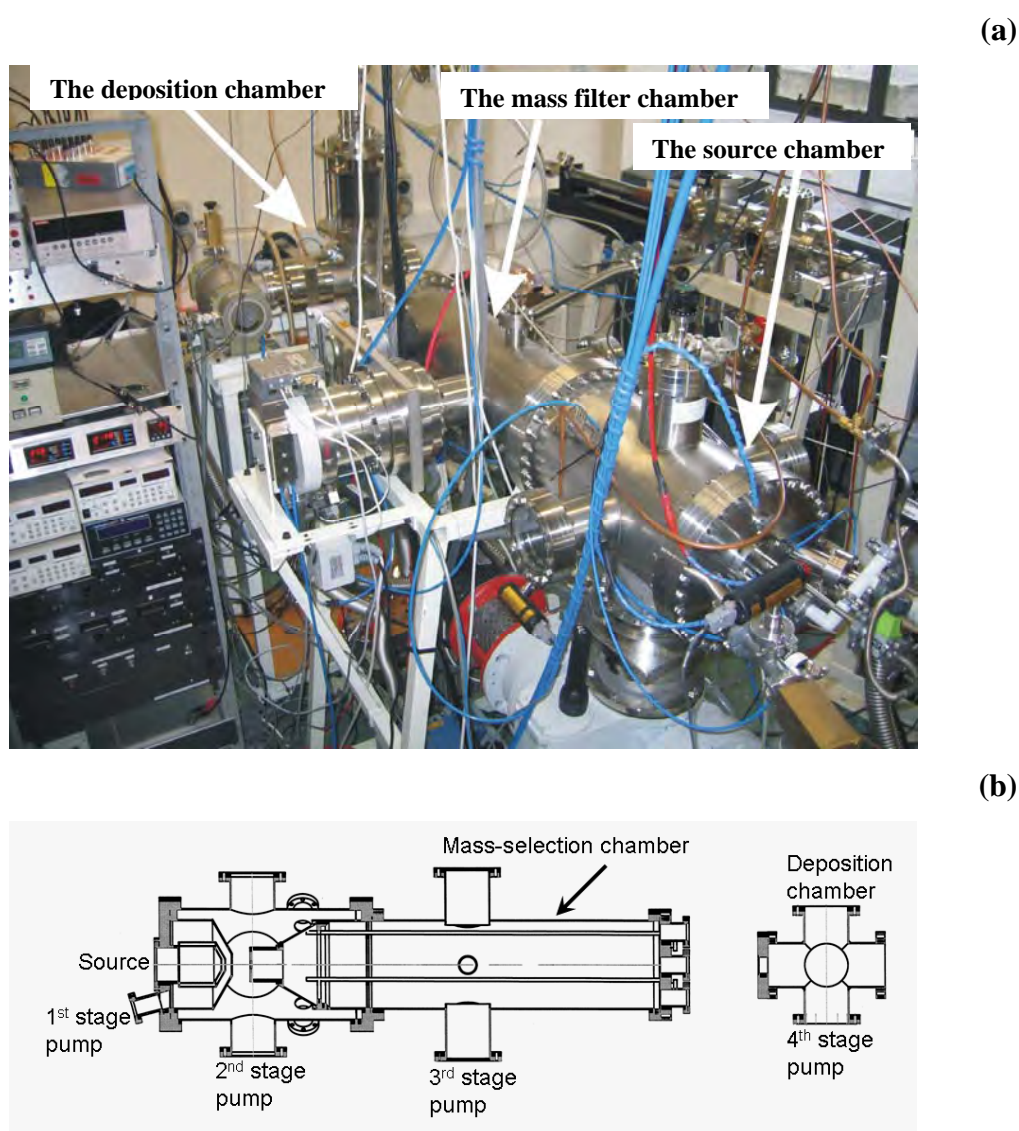 (a)
The deposition chamber
The mass filter chamber
The source chamber
(b)
Mass-selection chamber
Deposition
chamber
Source
1st stage
pump
2nd stage
pump
3rd stage
pump
4th stage
pump